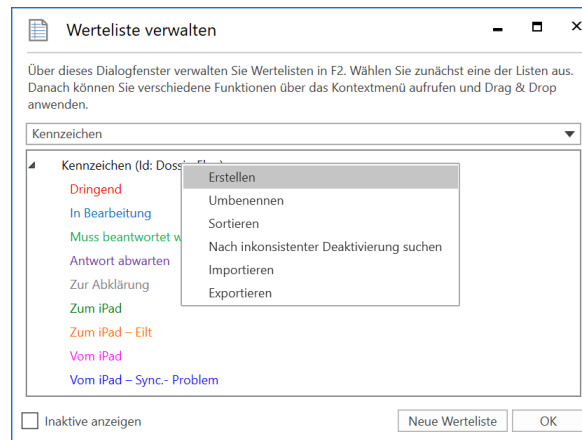 Werteliste verwalten
Über dieses Dialogfenster verwalten Sie Wertelisten in F2. Wählen Sie zunächst eine der Listen aus.
Danach können Sie verschiedene Funktionen über das Kontextmenü aufrufen und Drag & Drop
anwenden.
Kennzeichen
Kennzeichen (Id:
Erstellen
Dringend
Umbenennen
In Bearbeitung
Sortieren
Muss beantwortet
Nach inkonsistenter Deaktivierung suchen
Antwort abwarten
Importieren
Zur Abklärung
Exportieren
Zum iPad
Zum iPad – Eilt
Vom iPad
Vom iPad – Sync.- Problem
Inaktive anzeigen
Neue Werteliste
OK